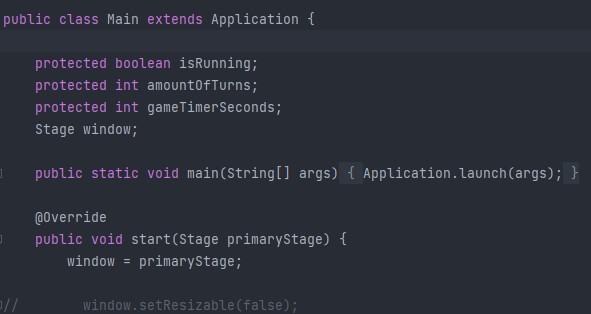 public class Main extends Application {
protected boolean isRunning;
protected int amountOfTurns;
protected int gameTimerSeconds;
Stage window;
public static void main(String[] args) { Application.launch(args); }
@Override
public void start(Stage primaryStage) {
window = primaryStage;
// window.setResizable(false);